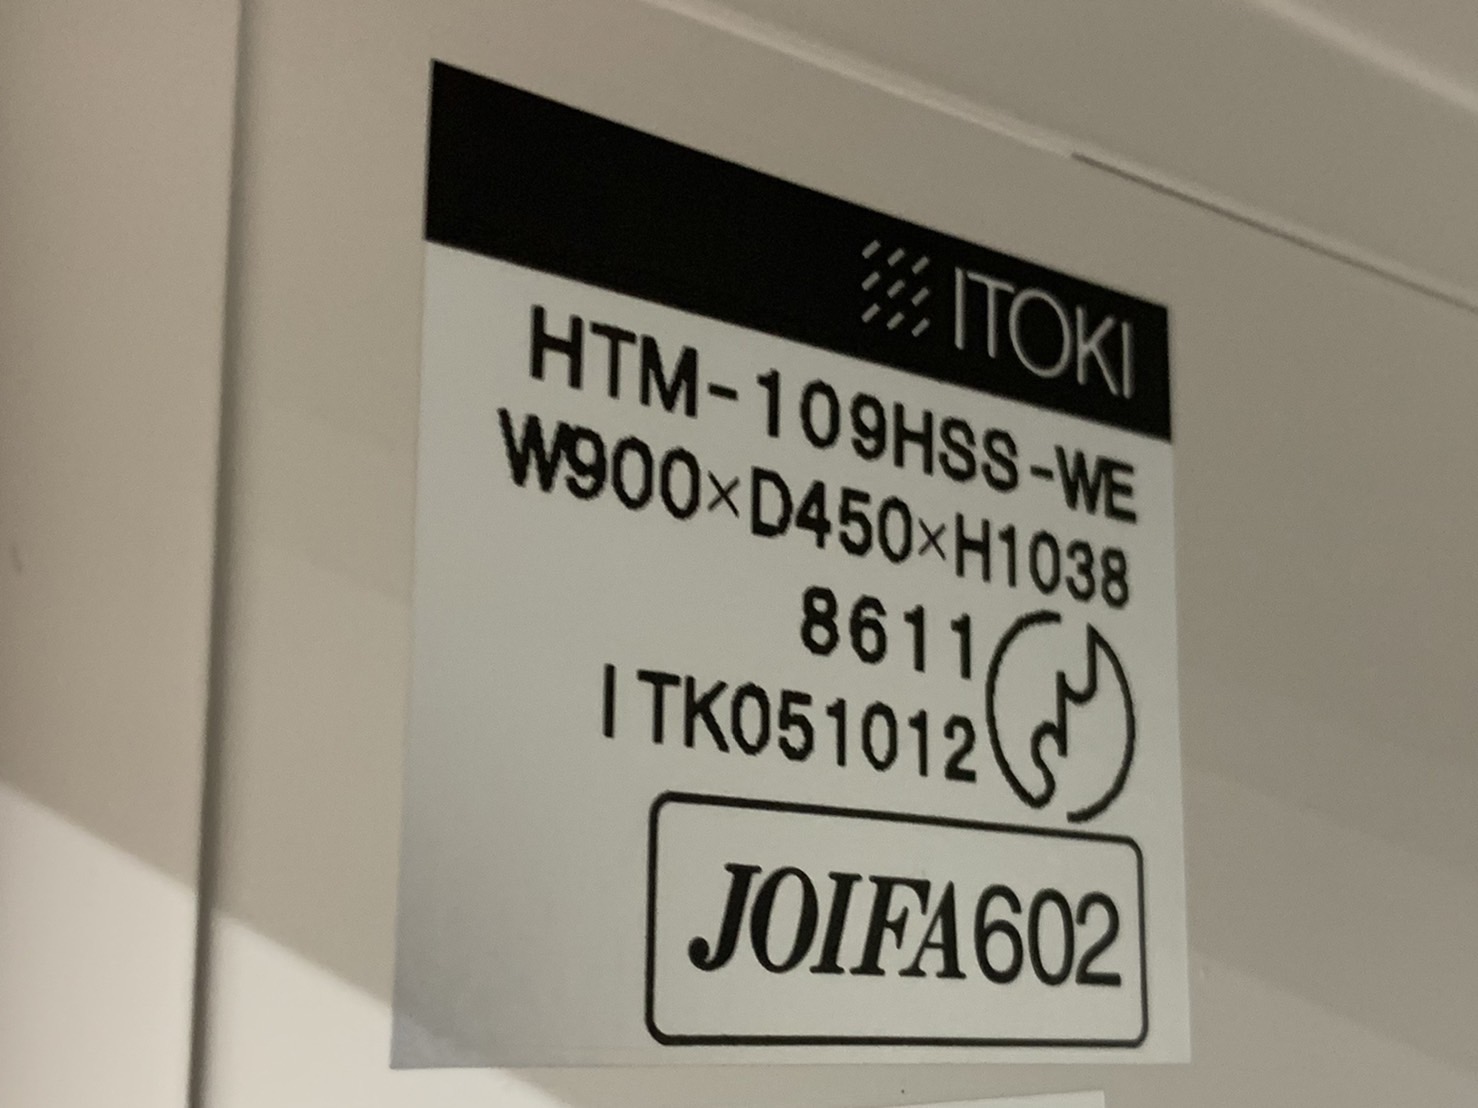 ITOKI
HTM-109HSS-WE
W900×D450×H1038
8611
ITK051012
JOIFA602